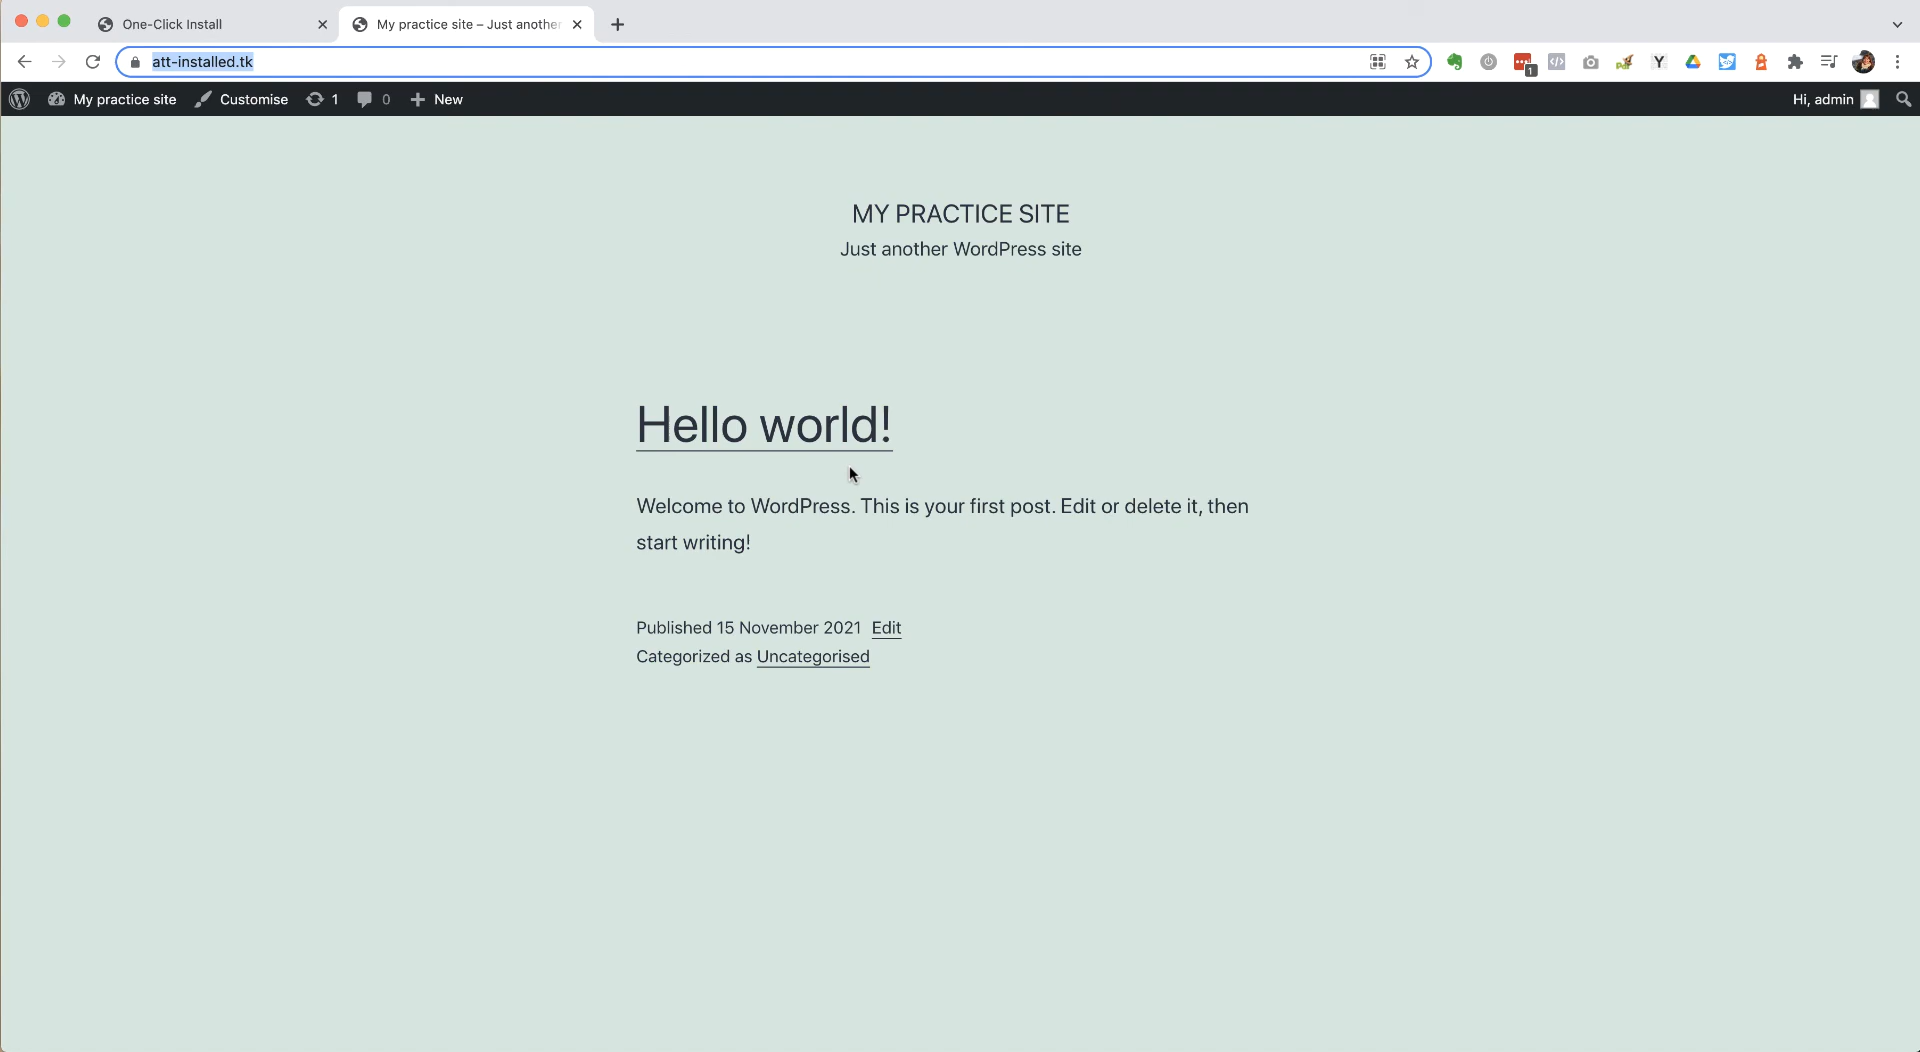 One-Click Install
My practice site – Just another
att-installed.tk
1
My practice site
Customise
1
0
New
Hi, admin
MY PRACTICE SITE
Just another WordPress site
Hello world!
Welcome to WordPress. This is your first post. Edit or delete it, then
start writing!
Published 15 November 2021 Edit
Categorized as Uncategorised